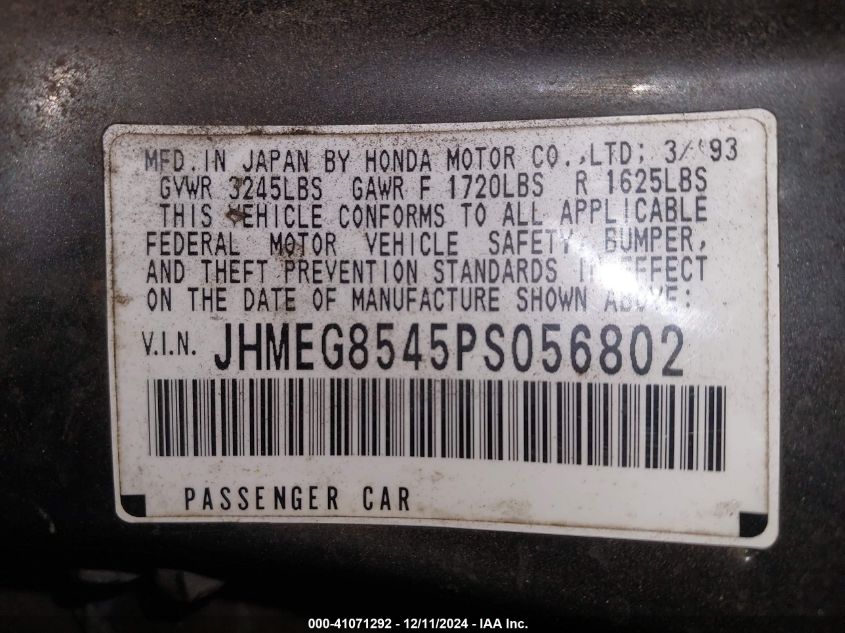 MFD. IN JAPAN BY HONDA MOTOR CO.,LTD; 3/'93
GVWR 3245LBS GAWR F 1720LBS R 1625LBS
THIS VEHICLE CONFORMS TO ALL APPLICABLE
FEDERAL MOTOR VEHICLE SAFETY, BUMPER,
AND THEFT PREVENTION STANDARDS IN EFFECT
ON THE DATE OF MANUFACTURE SHOWN ABOVE:
V.I.N. JHMEG8545PS056802
PASSENGER CAR
000-41071292 - 12/11/2024 - IAA Inc.